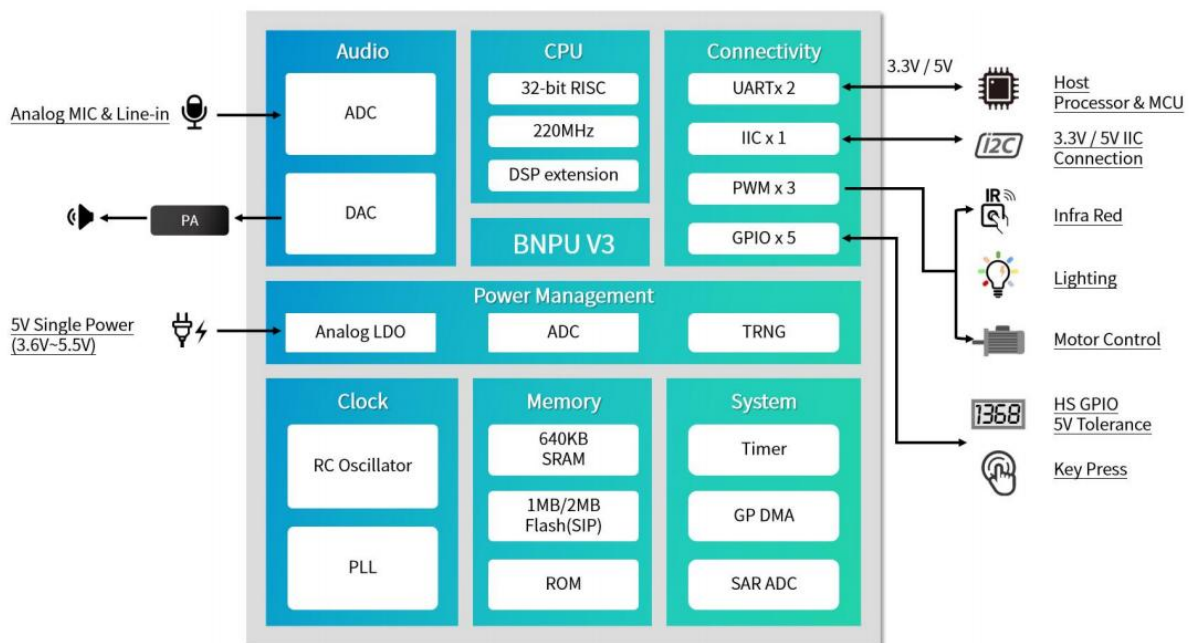 Audio
ADC
DAC
CPU
32-bit RISC
220MHz
DSP extension
BNPU V3
Connectivity
UARTx 2
IIC x 1
PWM x 3
GPIO x 5
Analog MIC & Line-in
PA
3.3V / 5V
Host
Processor & MCU
I2C
3.3V / 5V IIC
Connection
IR
Infra Red
Lighting
Motor Control
1368
HS GPIO
5V Tolerance
Key Press
5V Single Power
(3.6V~5.5V)
Power Management
Analog LDO
ADC
TRNG
Clock
RC Oscillator
PLL
Memory
640KB
SRAM
1MB/2MB
Flash(SIP)
ROM
System
Timer
GP DMA
SAR ADC